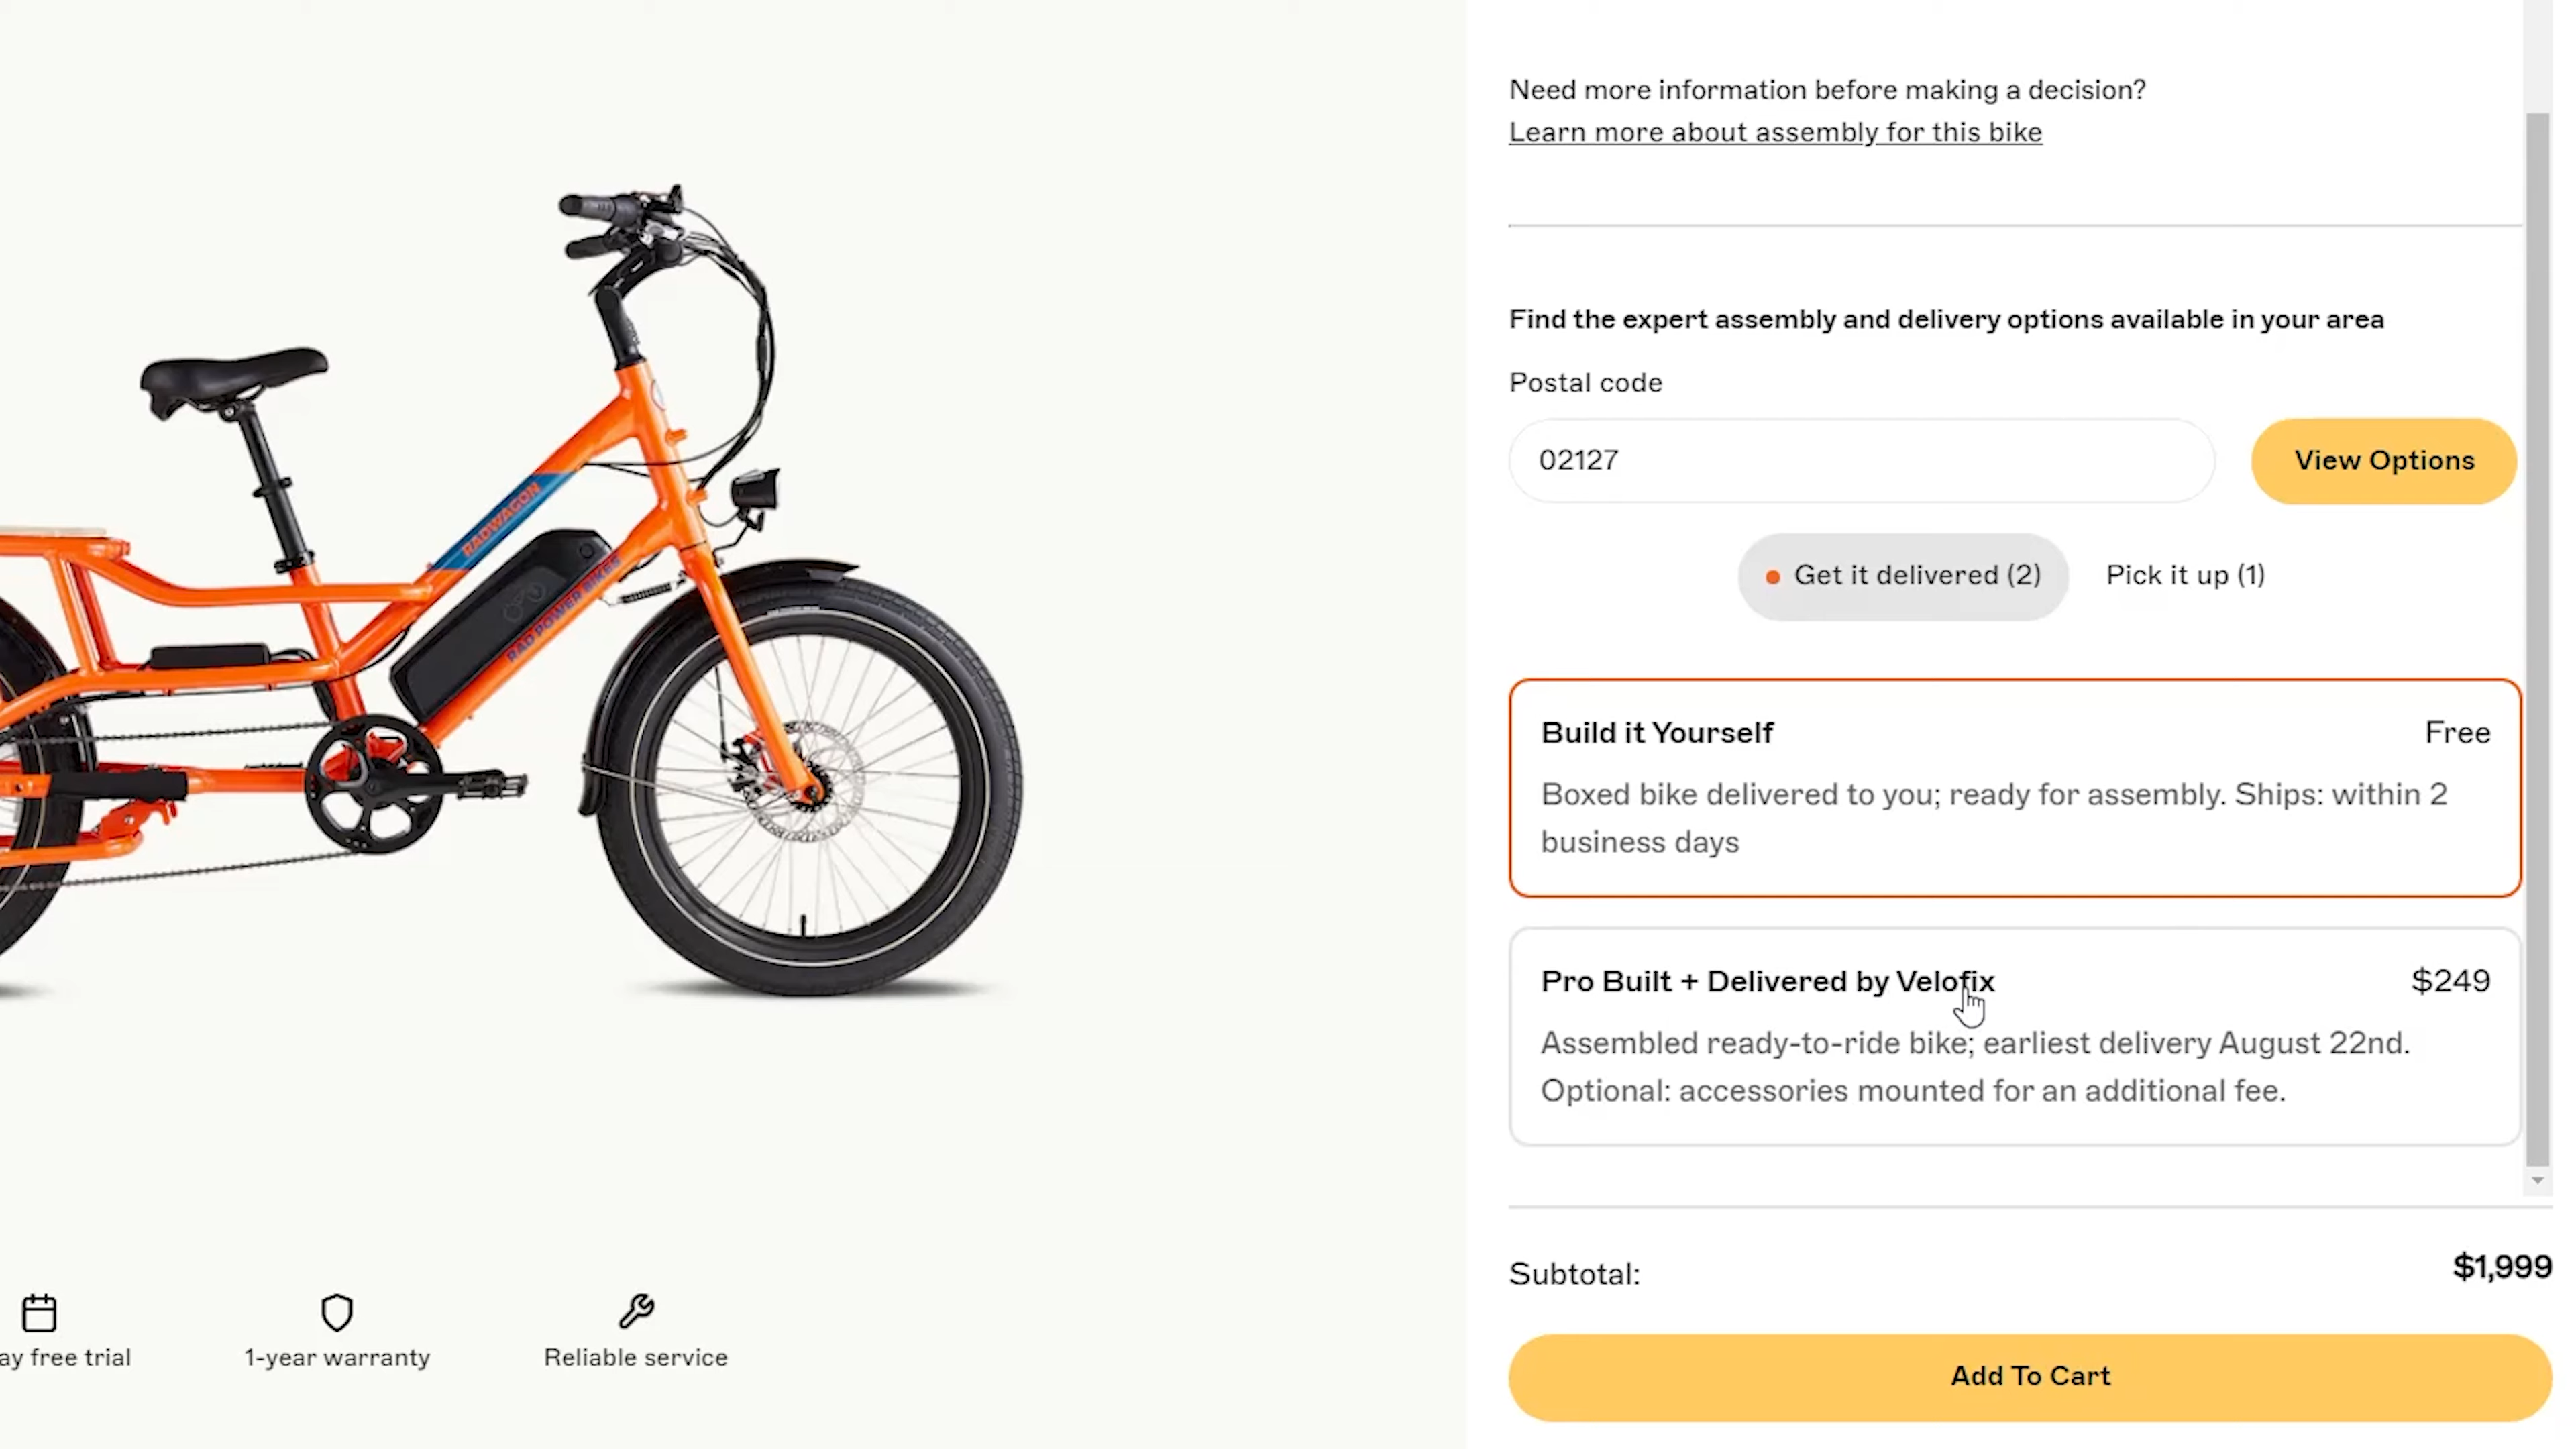 Need more information before making a decision?
Learn more about assembly for this bike
Find the expert assembly and delivery options available in your area
Postal code
02127
View Options
Get it delivered (2)
Pick it up (1)
Build it Yourself
Free
Boxed bike delivered to you; ready for assembly. Ships: within 2
business days
Pro Built + Delivered by Velofix
$249
Assembled ready-to-ride bike; earliest delivery August 22nd.
Optional: accessories mounted for an additional fee.
Subtotal:
$1,999
Add To Cart
RADWAGON
RAD POWER BIKES
ay free trial
1-year warranty
Reliable service